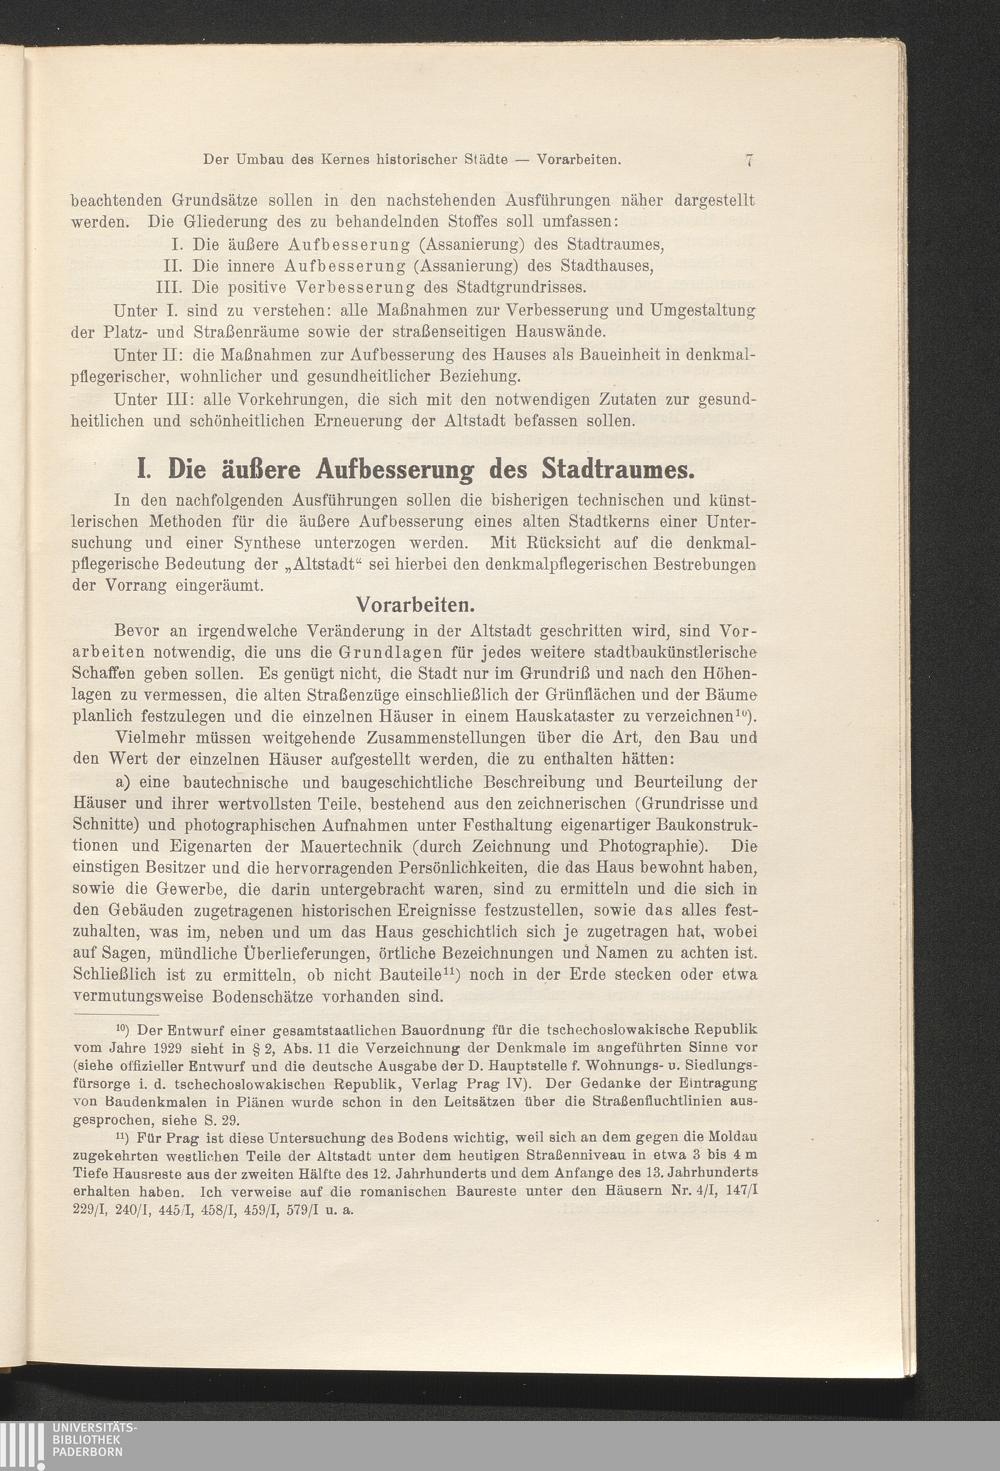 Der Umbau des Kernes historischer Städte — Vorarbeiten. 7
beachtenden Grundsätze sollen in den nachstehenden Ausführungen näher dargestellt
werden. Die Gliederung des zu behandelnden Stoffes soll umfassen:
I. Die äußere Aufbesserung (Assanierung) des Stadtraumes,
II. Die innere Aufbesserung (Assanierung) des Stadthauses,
III. Die positive Verbesserung des Stadtgrundrisses.
Unter I. sind zu verstehen: alle Maßnahmen zur Verbesserung und Umgestaltung
der Platz- und Straßenräume sowie der straßenseitigen Hauswände.
Unter II: die Maßnahmen zur Aufbesserung des Hauses als Baueinheit in denkmal-
pflegerischer, wohnlicher und gesundheitlicher Beziehung.
Unter III: alle Vorkehrungen, die sich mit den notwendigen Zutaten zur gesund-
heitlichen und schönheitlichen Erneuerung der Altstadt befassen sollen.
I. Die äußere Aufbesserung des Stadtraumes.
In den nachfolgenden Ausführungen sollen die bisherigen technischen und künst-
lerischen Methoden für die äußere Aufbesserung eines alten Stadtkerns einer Unter-
suchung und einer Synthese unterzogen werden. Mit Rücksicht auf die denkmal-
pflegerische Bedeutung der „Altstadt“ sei hierbei den denkmalpflegerischen Bestrebungen
der Vorrang eingeräumt.
Vorarbeiten.
Bevor an irgendwelche Veränderung in der Altstadt geschritten wird, sind Vor-
arbeiten notwendig, die uns die Grundlagen für jedes weitere stadtbaukünstlerische
Schaffen geben sollen. Es genügt nicht, die Stadt nur im Grundriß und nach den Höhen-
lagen zu vermessen, die alten Straßenzüge einschließlich der Grünflächen und der Bäume
planlich festzulegen und die einzelnen Häuser in einem Hauskataster zu verzeichnen¹⁰).
Vielmehr müssen weitgehende Zusammenstellungen über die Art, den Bau und
den Wert der einzelnen Häuser aufgestellt werden, die zu enthalten hätten:
a) eine bautechnische und baugeschichtliche Beschreibung und Beurteilung der
Häuser und ihrer wertvollsten Teile, bestehend aus den zeichnerischen (Grundrisse und
Schnitte) und photographischen Aufnahmen unter Festhaltung eigenartiger Baukonstruk-
tionen und Eigenarten der Mauertechnik (durch Zeichnung und Photographie). Die
einstigen Besitzer und die hervorragenden Persönlichkeiten, die das Haus bewohnt haben,
sowie die Gewerbe, die darin untergebracht waren, sind zu ermitteln und die sich in
den Gebäuden zugetragenen historischen Ereignisse festzustellen, sowie das alles fest-
zuhalten, was im, neben und um das Haus geschichtlich sich je zugetragen hat, wobei
auf Sagen, mündliche Überlieferungen, örtliche Bezeichnungen und Namen zu achten ist.
Schließlich ist zu ermitteln, ob nicht Bauteile¹¹) noch in der Erde stecken oder etwa
vermutungsweise Bodenschätze vorhanden sind.
¹⁰) Der Entwurf einer gesamtstaatlichen Bauordnung für die tschechoslowakische Republik
vom Jahre 1929 sieht in § 2, Abs. 11 die Verzeichnung der Denkmale im angeführten Sinne vor
(siehe offizieller Entwurf und die deutsche Ausgabe der D. Hauptstelle f. Wohnungs- u. Siedlungs-
fürsorge i. d. tschechoslowakischen Republik, Verlag Prag IV). Der Gedanke der Eintragung
von Baudenkmalen in Plänen wurde schon in den Leitsätzen über die Straßenfluchtlinien aus-
gesprochen, siehe S. 29.
¹¹) Für Prag ist diese Untersuchung des Bodens wichtig, weil sich an dem gegen die Moldau
zugekehrten westlichen Teile der Altstadt unter dem heutigen Straßenniveau in etwa 3 bis 4 m
Tiefe Hausreste aus der zweiten Hälfte des 12. Jahrhunderts und dem Anfange des 13. Jahrhunderts
erhalten haben. Ich verweise auf die romanischen Baureste unter den Häusern Nr. 4/I, 147/I
229/I, 240/I, 445/I, 458/I, 459/I, 579/I u. a.
UNIVERSITÄTS-
BIBLIOTHEK
PADERBORN